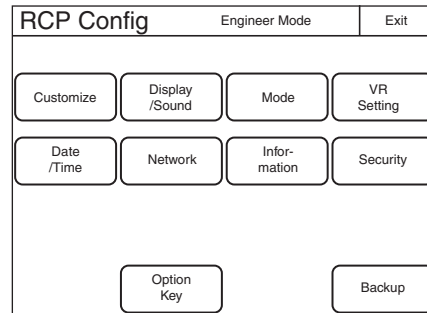 RCP Config Engineer Mode Exit
Customize Display Mode VR
/Sound Setting
Date Network Infor- Security
/Time mation
Option Backup
Key